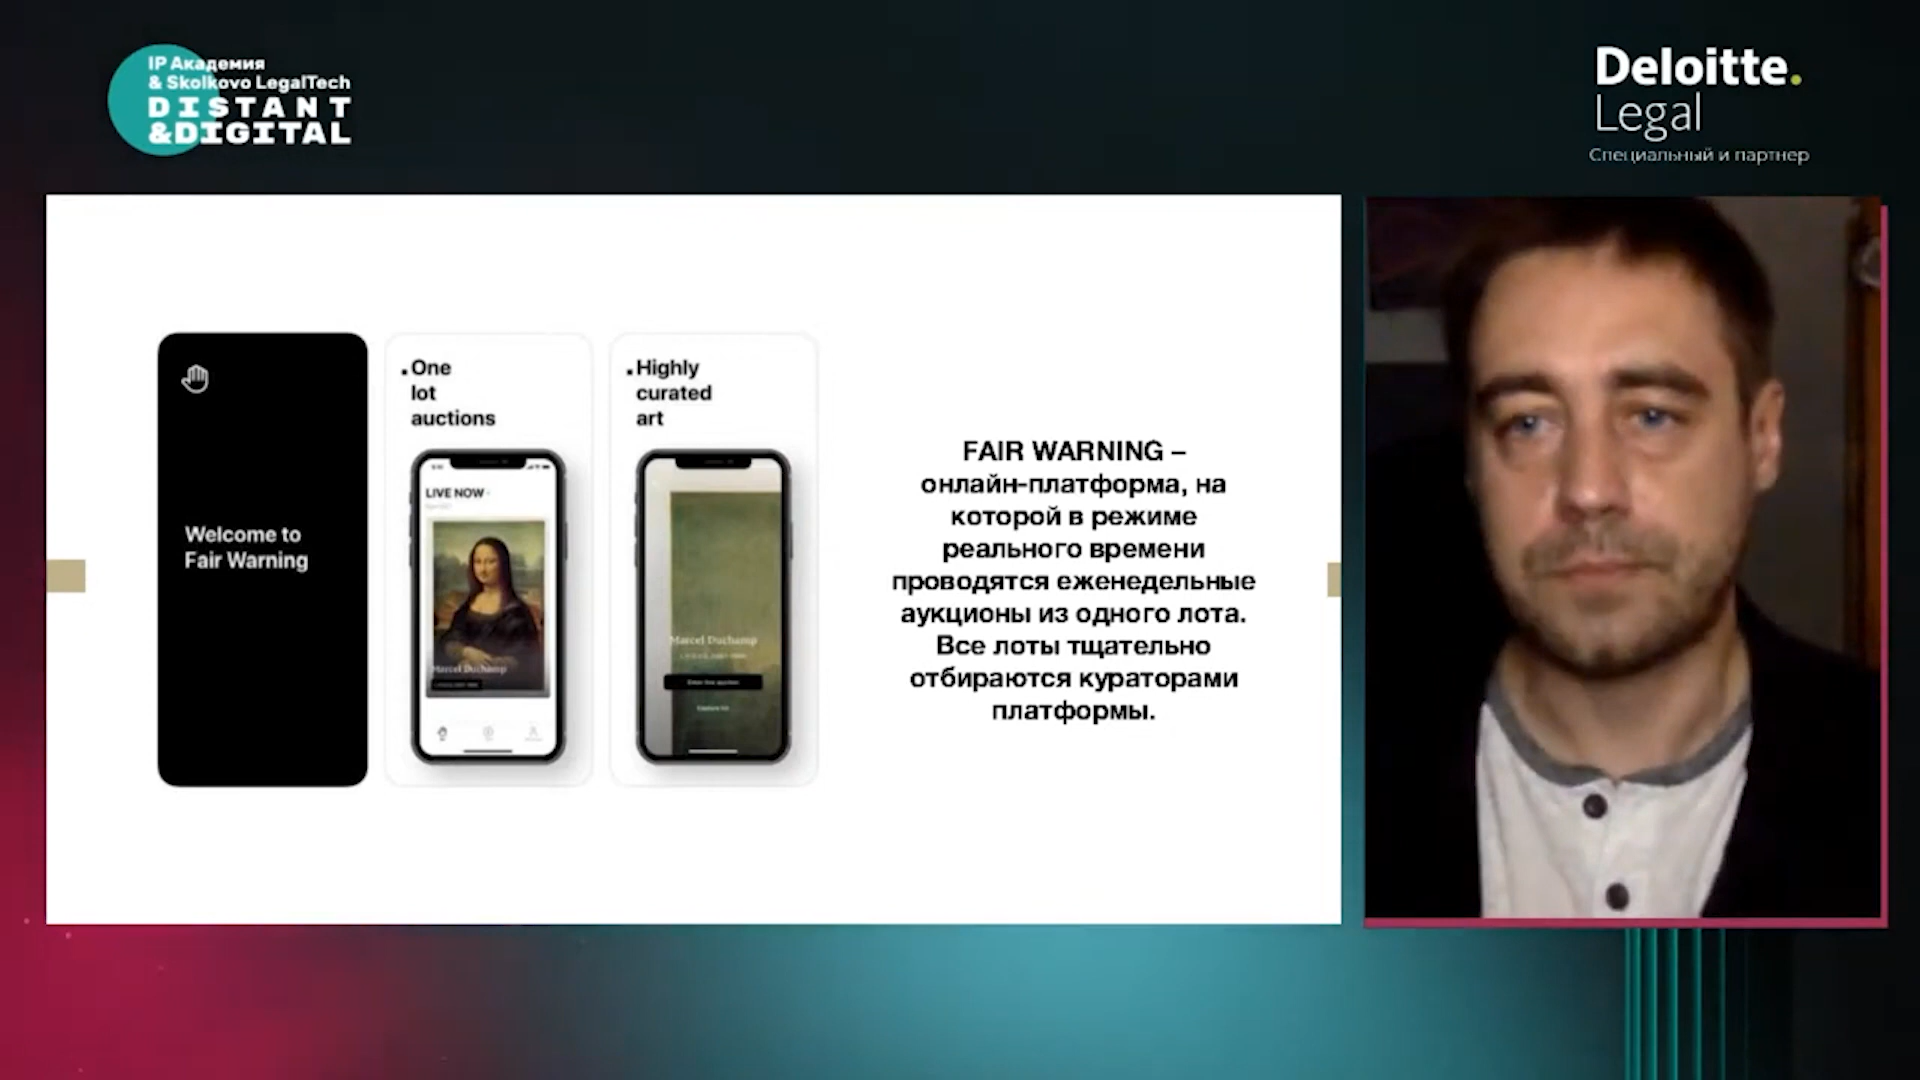 IP Академия
& Skolkovo LegalTech
DISTANT
&DIGITAL
Deloitte.
Legal
Специальный и партнер
Welcome to
Fair Warning
One
lot
auctions
LIVE NOW
Marcel Duchamp
Highly
curated
art
Marcel Duchamp
FAIR WARNING –
онлайн-платформа, на
которой в режиме
реального времени
проводятся еженедельные
аукционы из одного лота.
Все лоты тщательно
отбираются кураторами
платформы.